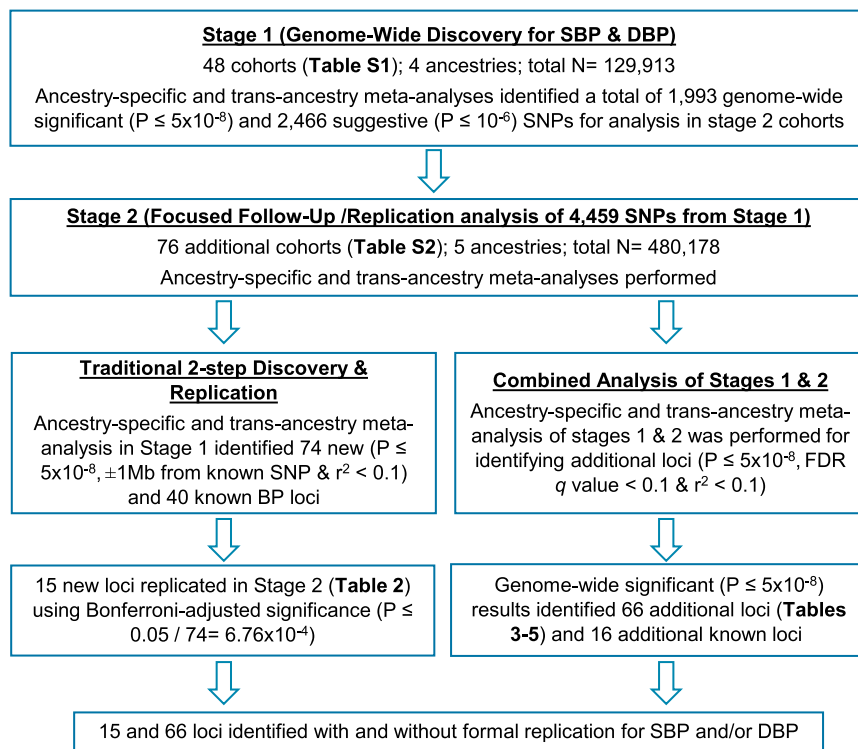 Stage 1 (Genome-Wide Discovery for SBP & DBP)
48 cohorts (Table S1); 4 ancestries; total N= 129,913
Ancestry-specific and trans-ancestry meta-analyses identified a total of 1,993 genome-wide
significant (P ≤ 5x10⁻⁸) and 2,466 suggestive (P ≤ 10⁻⁶) SNPs for analysis in stage 2 cohorts
Stage 2 (Focused Follow-Up /Replication analysis of 4,459 SNPs from Stage 1)
76 additional cohorts (Table S2); 5 ancestries; total N= 480,178
Ancestry-specific and trans-ancestry meta-analyses performed
Traditional 2-step Discovery &
Replication
Ancestry-specific and trans-ancestry meta-
analysis in Stage 1 identified 74 new (P ≤
5x10⁻⁸, ±1Mb from known SNP & r² < 0.1)
and 40 known BP loci
Combined Analysis of Stages 1 & 2
Ancestry-specific and trans-ancestry meta-
analysis of stages 1 & 2 was performed for
identifying additional loci (P ≤ 5x10⁻⁸, FDR
q value < 0.1 & r² < 0.1)
15 new loci replicated in Stage 2 (Table 2)
using Bonferroni-adjusted significance (P ≤
0.05 / 74= 6.76x10⁻⁴)
Genome-wide significant (P ≤ 5x10⁻⁸)
results identified 66 additional loci (Tables
3-5) and 16 additional known loci
15 and 66 loci identified with and without formal replication for SBP and/or DBP